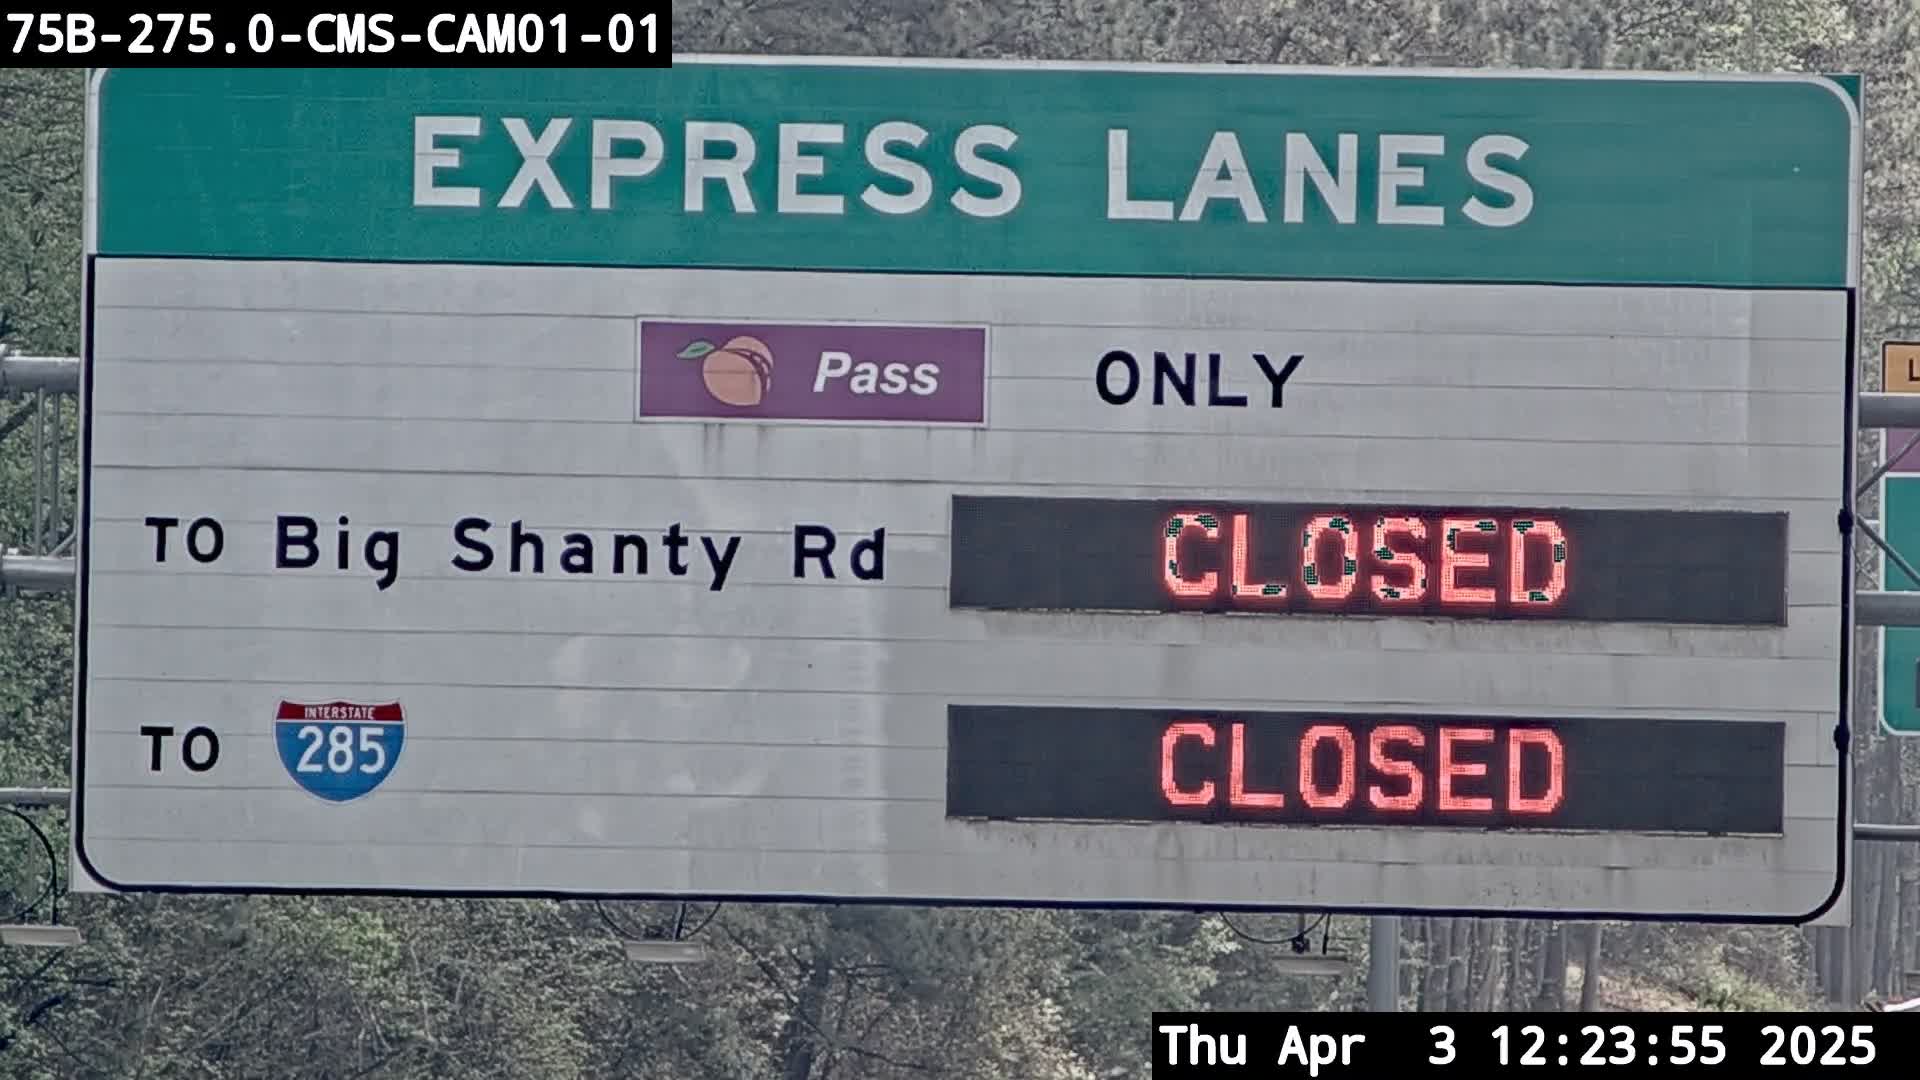 75B-275.0-CMS-CAM01-01
EXPRESS LANES
Pass ONLY
TO Big Shanty Rd CLOSED
INTERSTATE
TO 285 CLOSED
Thu Apr 3 12:23:55 2025